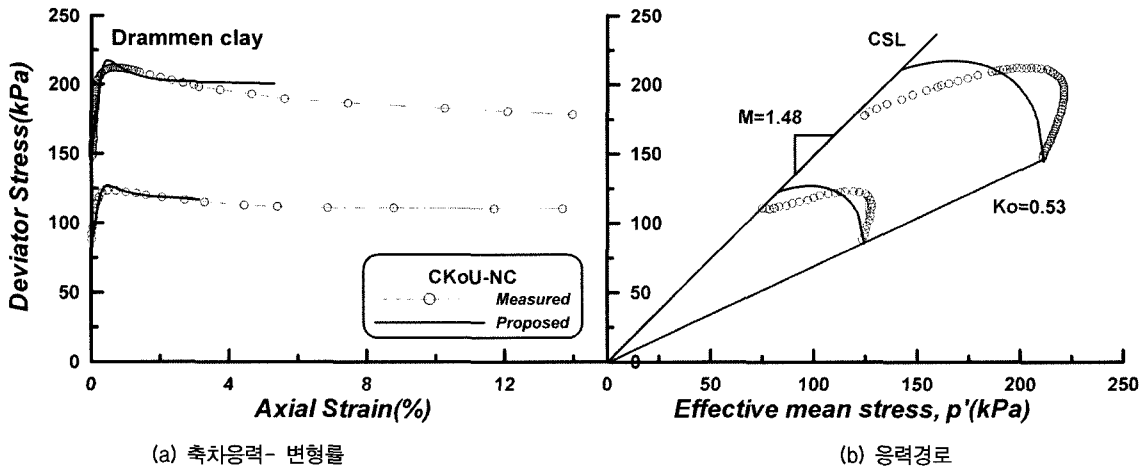 250
200
150
100
50
0
Deviator Stress(kPa)
Drammen clay
CKoU-NC
Measured
Proposed
0
4
8
12
Axial Strain(%)
(a) 축차응력- 변형률
250
200
150
100
50
0
CSL
M=1.48
Ko=0.53
0
50
100
150
200
250
Effective mean stress, p'(kPa)
(b) 응력경로